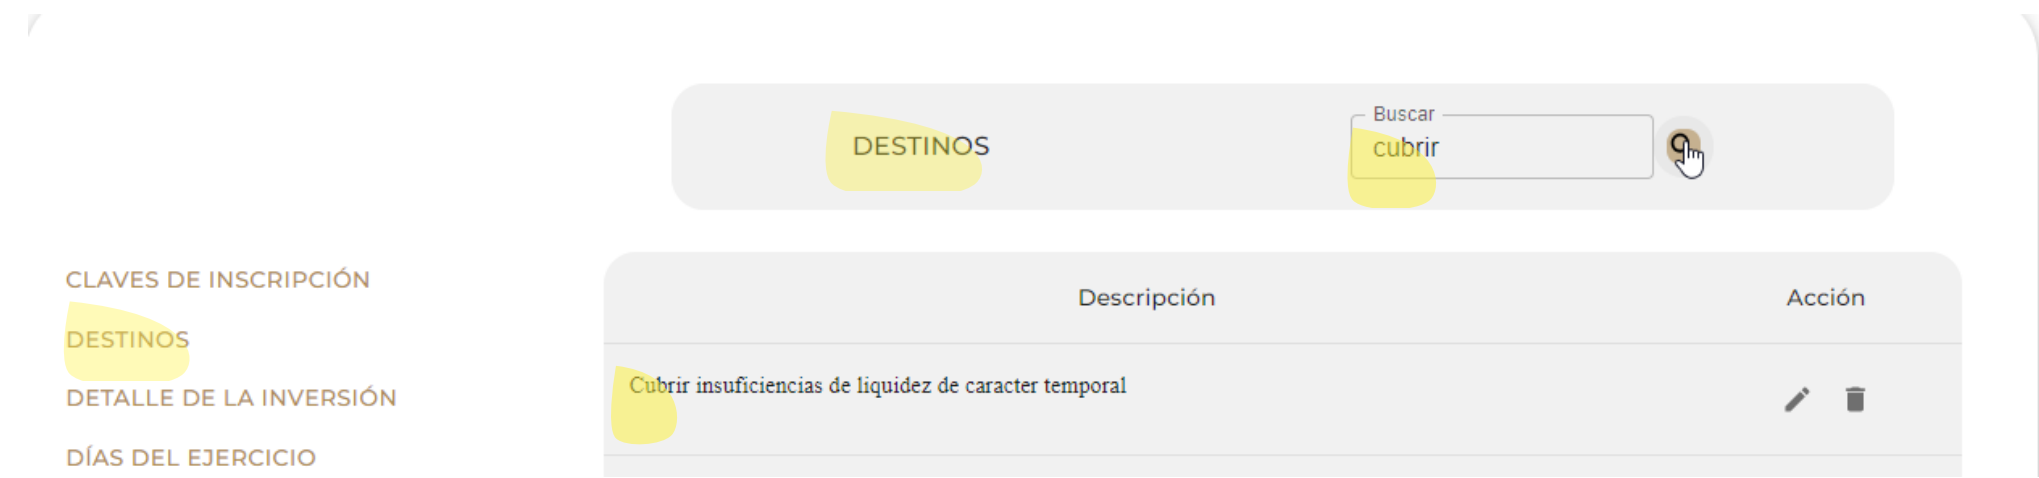 DESTINOS
Buscar
cubrir
CLAVES DE INSCRIPCIÓN
DESTINOS
DETALLE DE LA INVERSIÓN
DÍAS DEL EJERCICIO
Descripción Acción
Cubrir insuficiencias de liquidez de caracter temporal